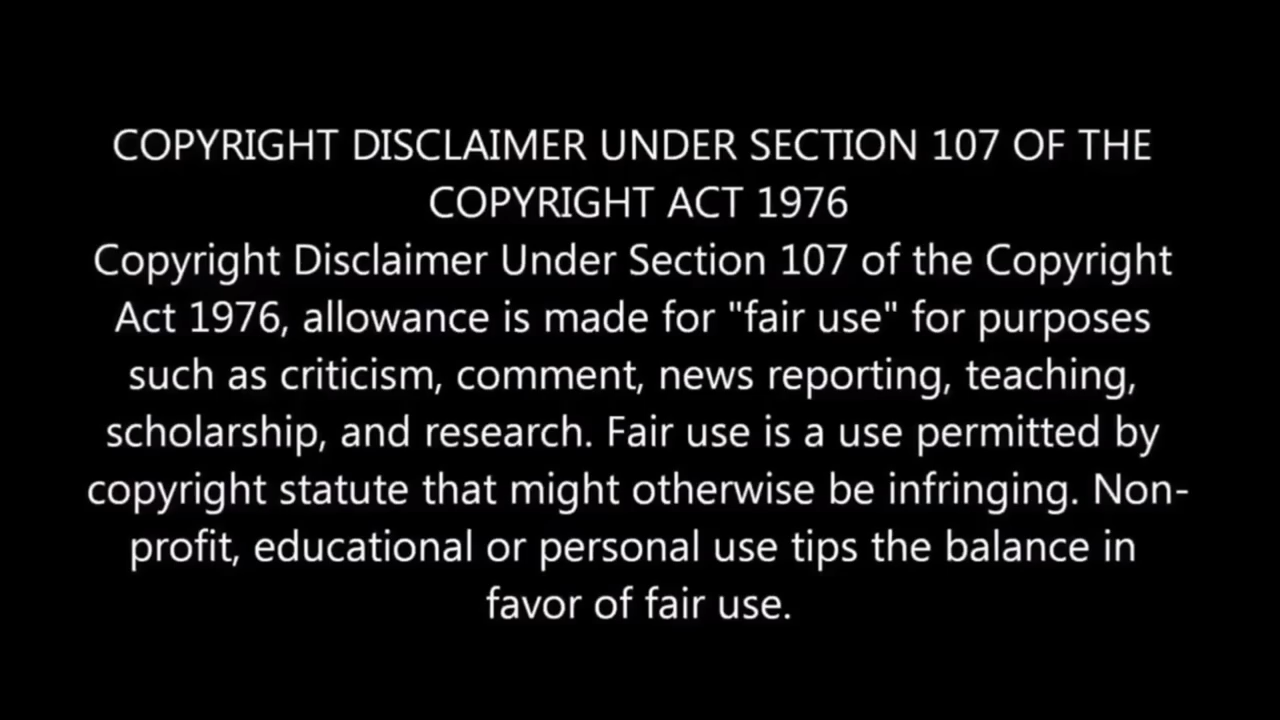 COPYRIGHT DISCLAIMER UNDER SECTION 107 OF THE
COPYRIGHT ACT 1976
Copyright Disclaimer Under Section 107 of the Copyright
Act 1976, allowance is made for "fair use" for purposes
such as criticism, comment, news reporting, teaching,
scholarship, and research. Fair use is a use permitted by
copyright statute that might otherwise be infringing. Non-
profit, educational or personal use tips the balance in
favor of fair use.